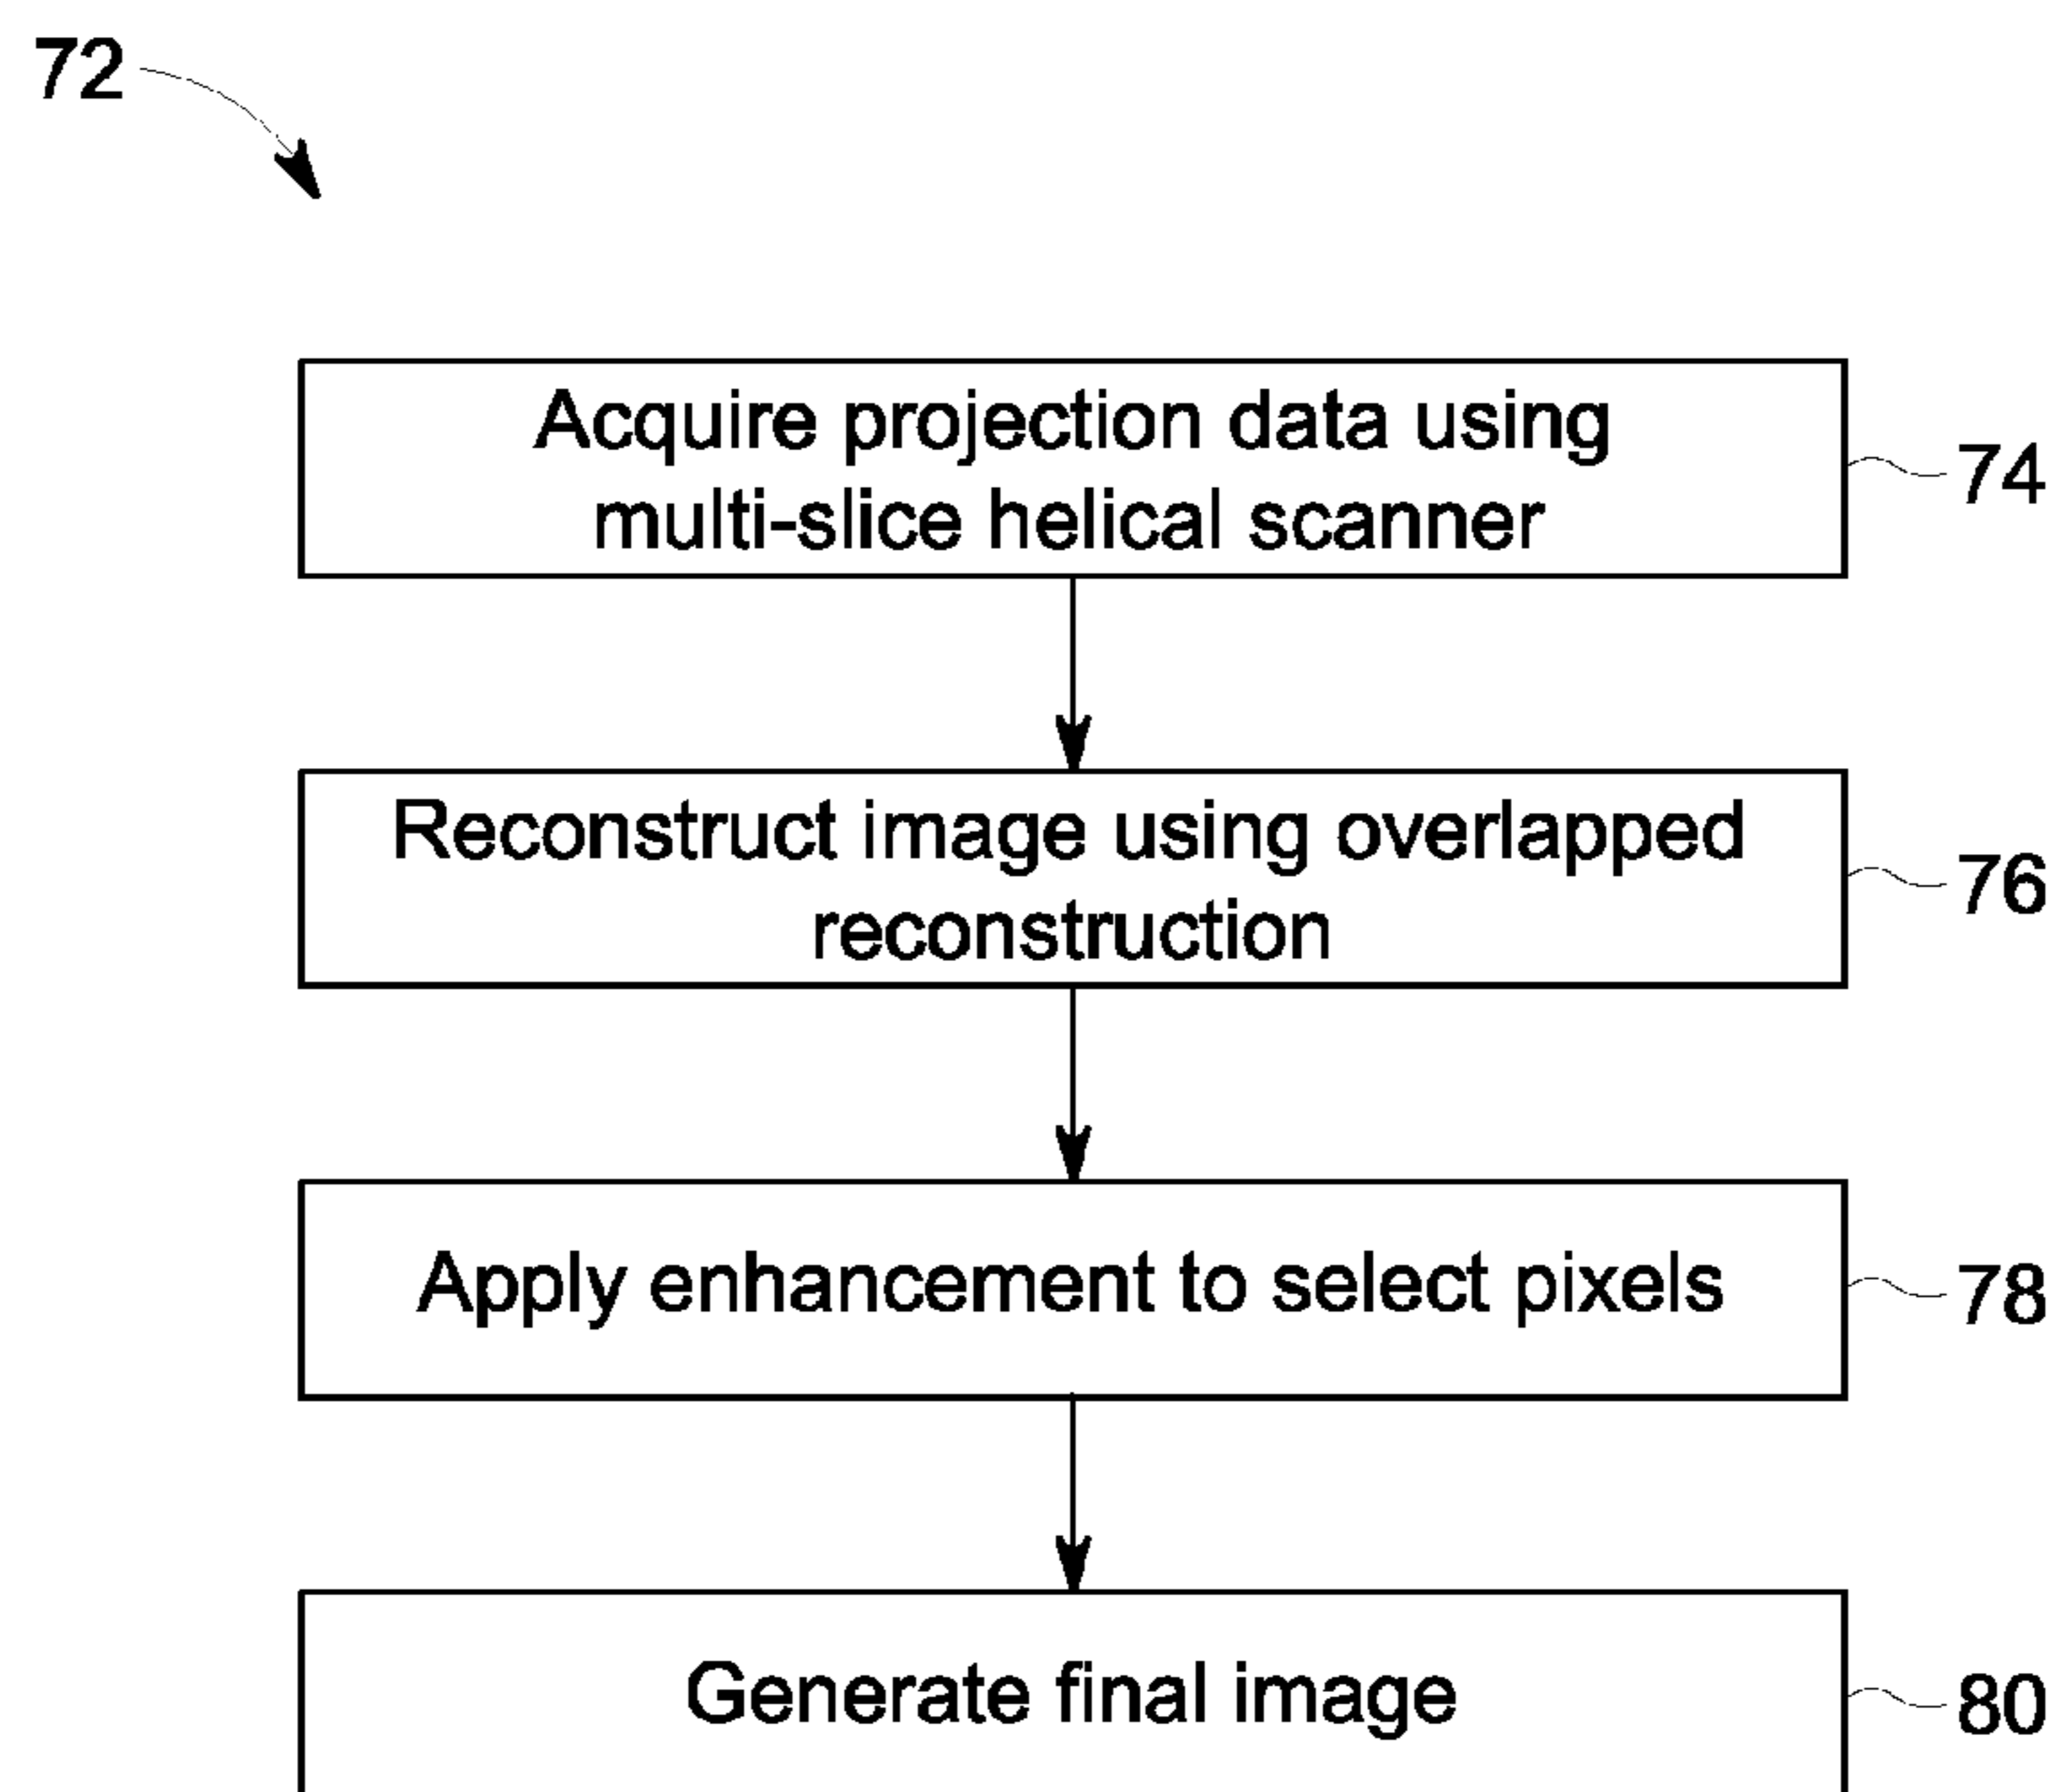 72
Acquire projection data using
multi-slice helical scanner
74
Reconstruct image using overlapped
reconstruction
76
Apply enhancement to select pixels
78
Generate final image
80